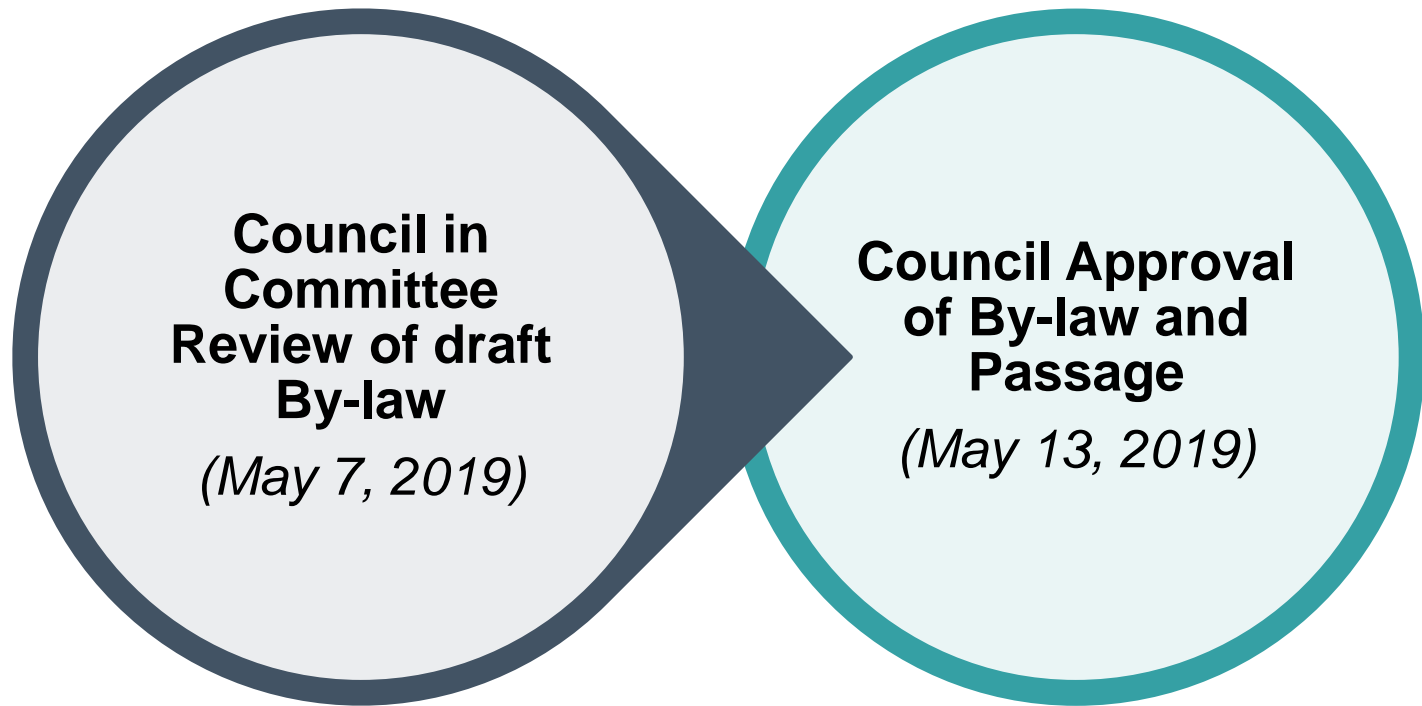 Council in
Committee
Review of draft
By-law
(May 7, 2019)
Council Approval
of By-law and
Passage
(May 13, 2019)